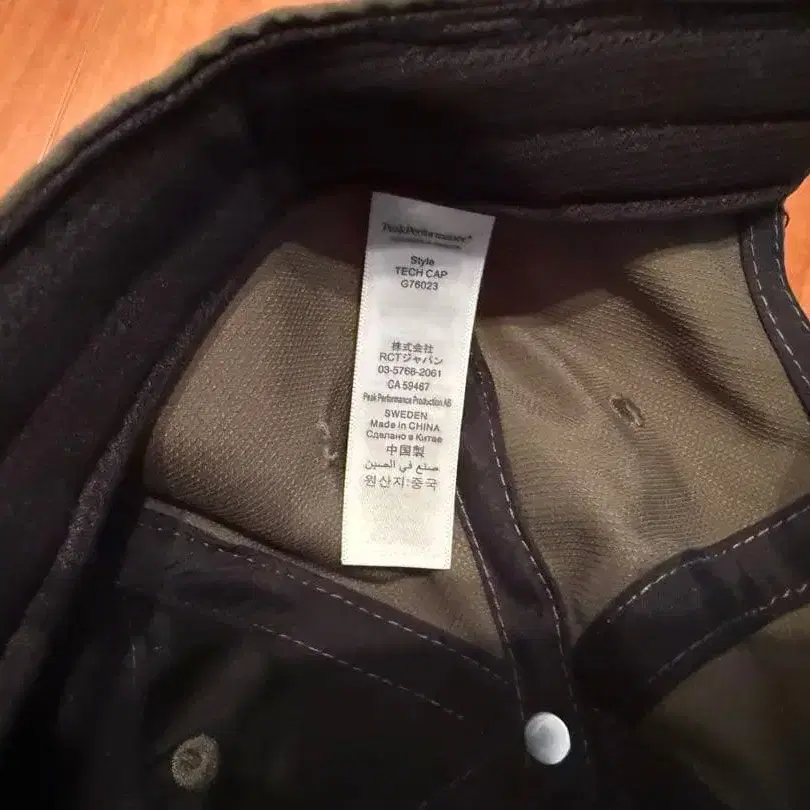 PeakPerformance®
Style
TECH CAP
G76023
株式会社
RCTジャパン
03-5768-2061
CA 59467
Peak Performance Production AB
SWEDEN
Made in CHINA
Сделано в Китае
中国製
صنع في الصين
원산지:중국